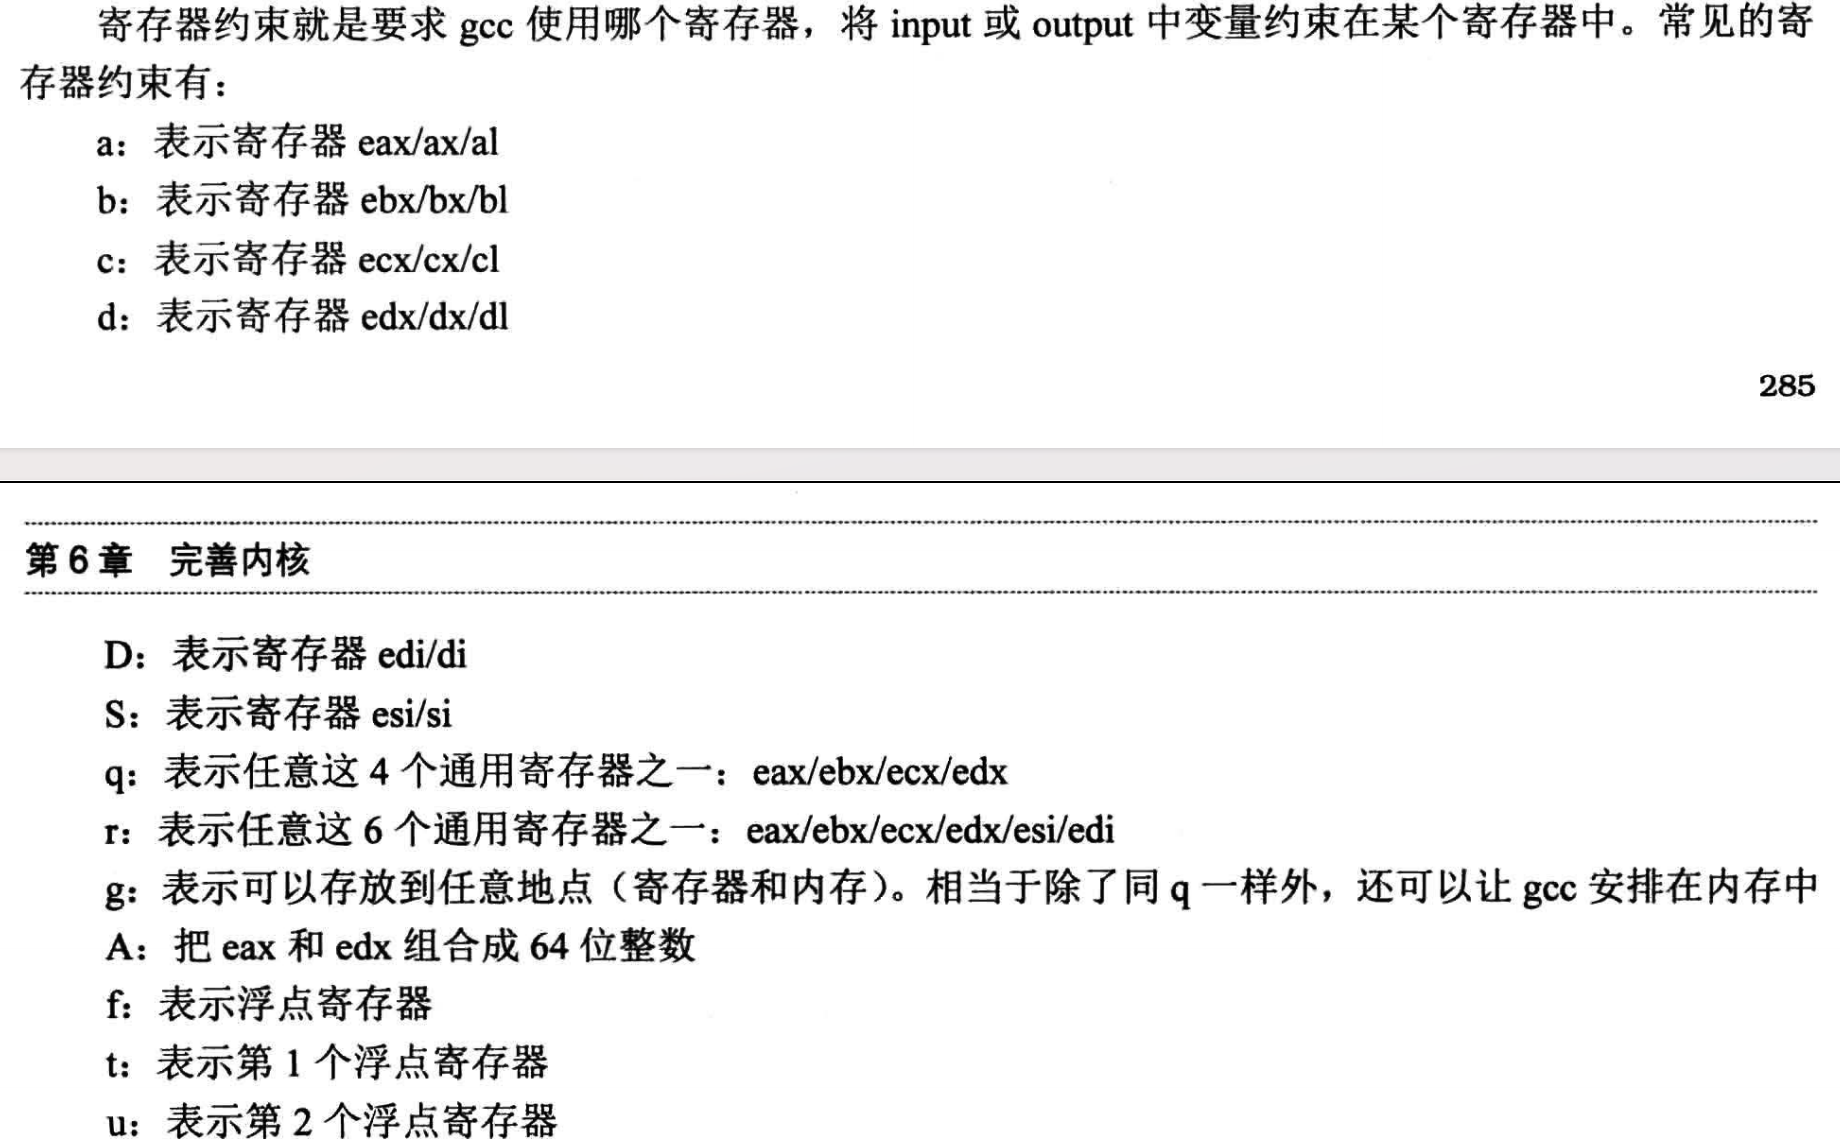 寄存器约束就是要求 gcc 使用哪个寄存器，将 input 或 output 中变量约束在某个寄存器中。常见的寄
存器约束有：
a：表示寄存器 eax/ax/al
b：表示寄存器 ebx/bx/bl
c：表示寄存器 ecx/cx/cl
d：表示寄存器 edx/dx/dl
285
第 6 章 完善内核
D：表示寄存器 edi/di
S：表示寄存器 esi/si
q：表示任意这 4 个通用寄存器之一：eax/ebx/ecx/edx
r：表示任意这 6 个通用寄存器之一：eax/ebx/ecx/edx/esi/edi
g：表示可以存放到任意地点（寄存器和内存）。相当于除了同 q 一样外，还可以让 gcc 安排在内存中
A：把 eax 和 edx 组合成 64 位整数
f：表示浮点寄存器
t：表示第 1 个浮点寄存器
u：表示第 2 个浮点寄存器